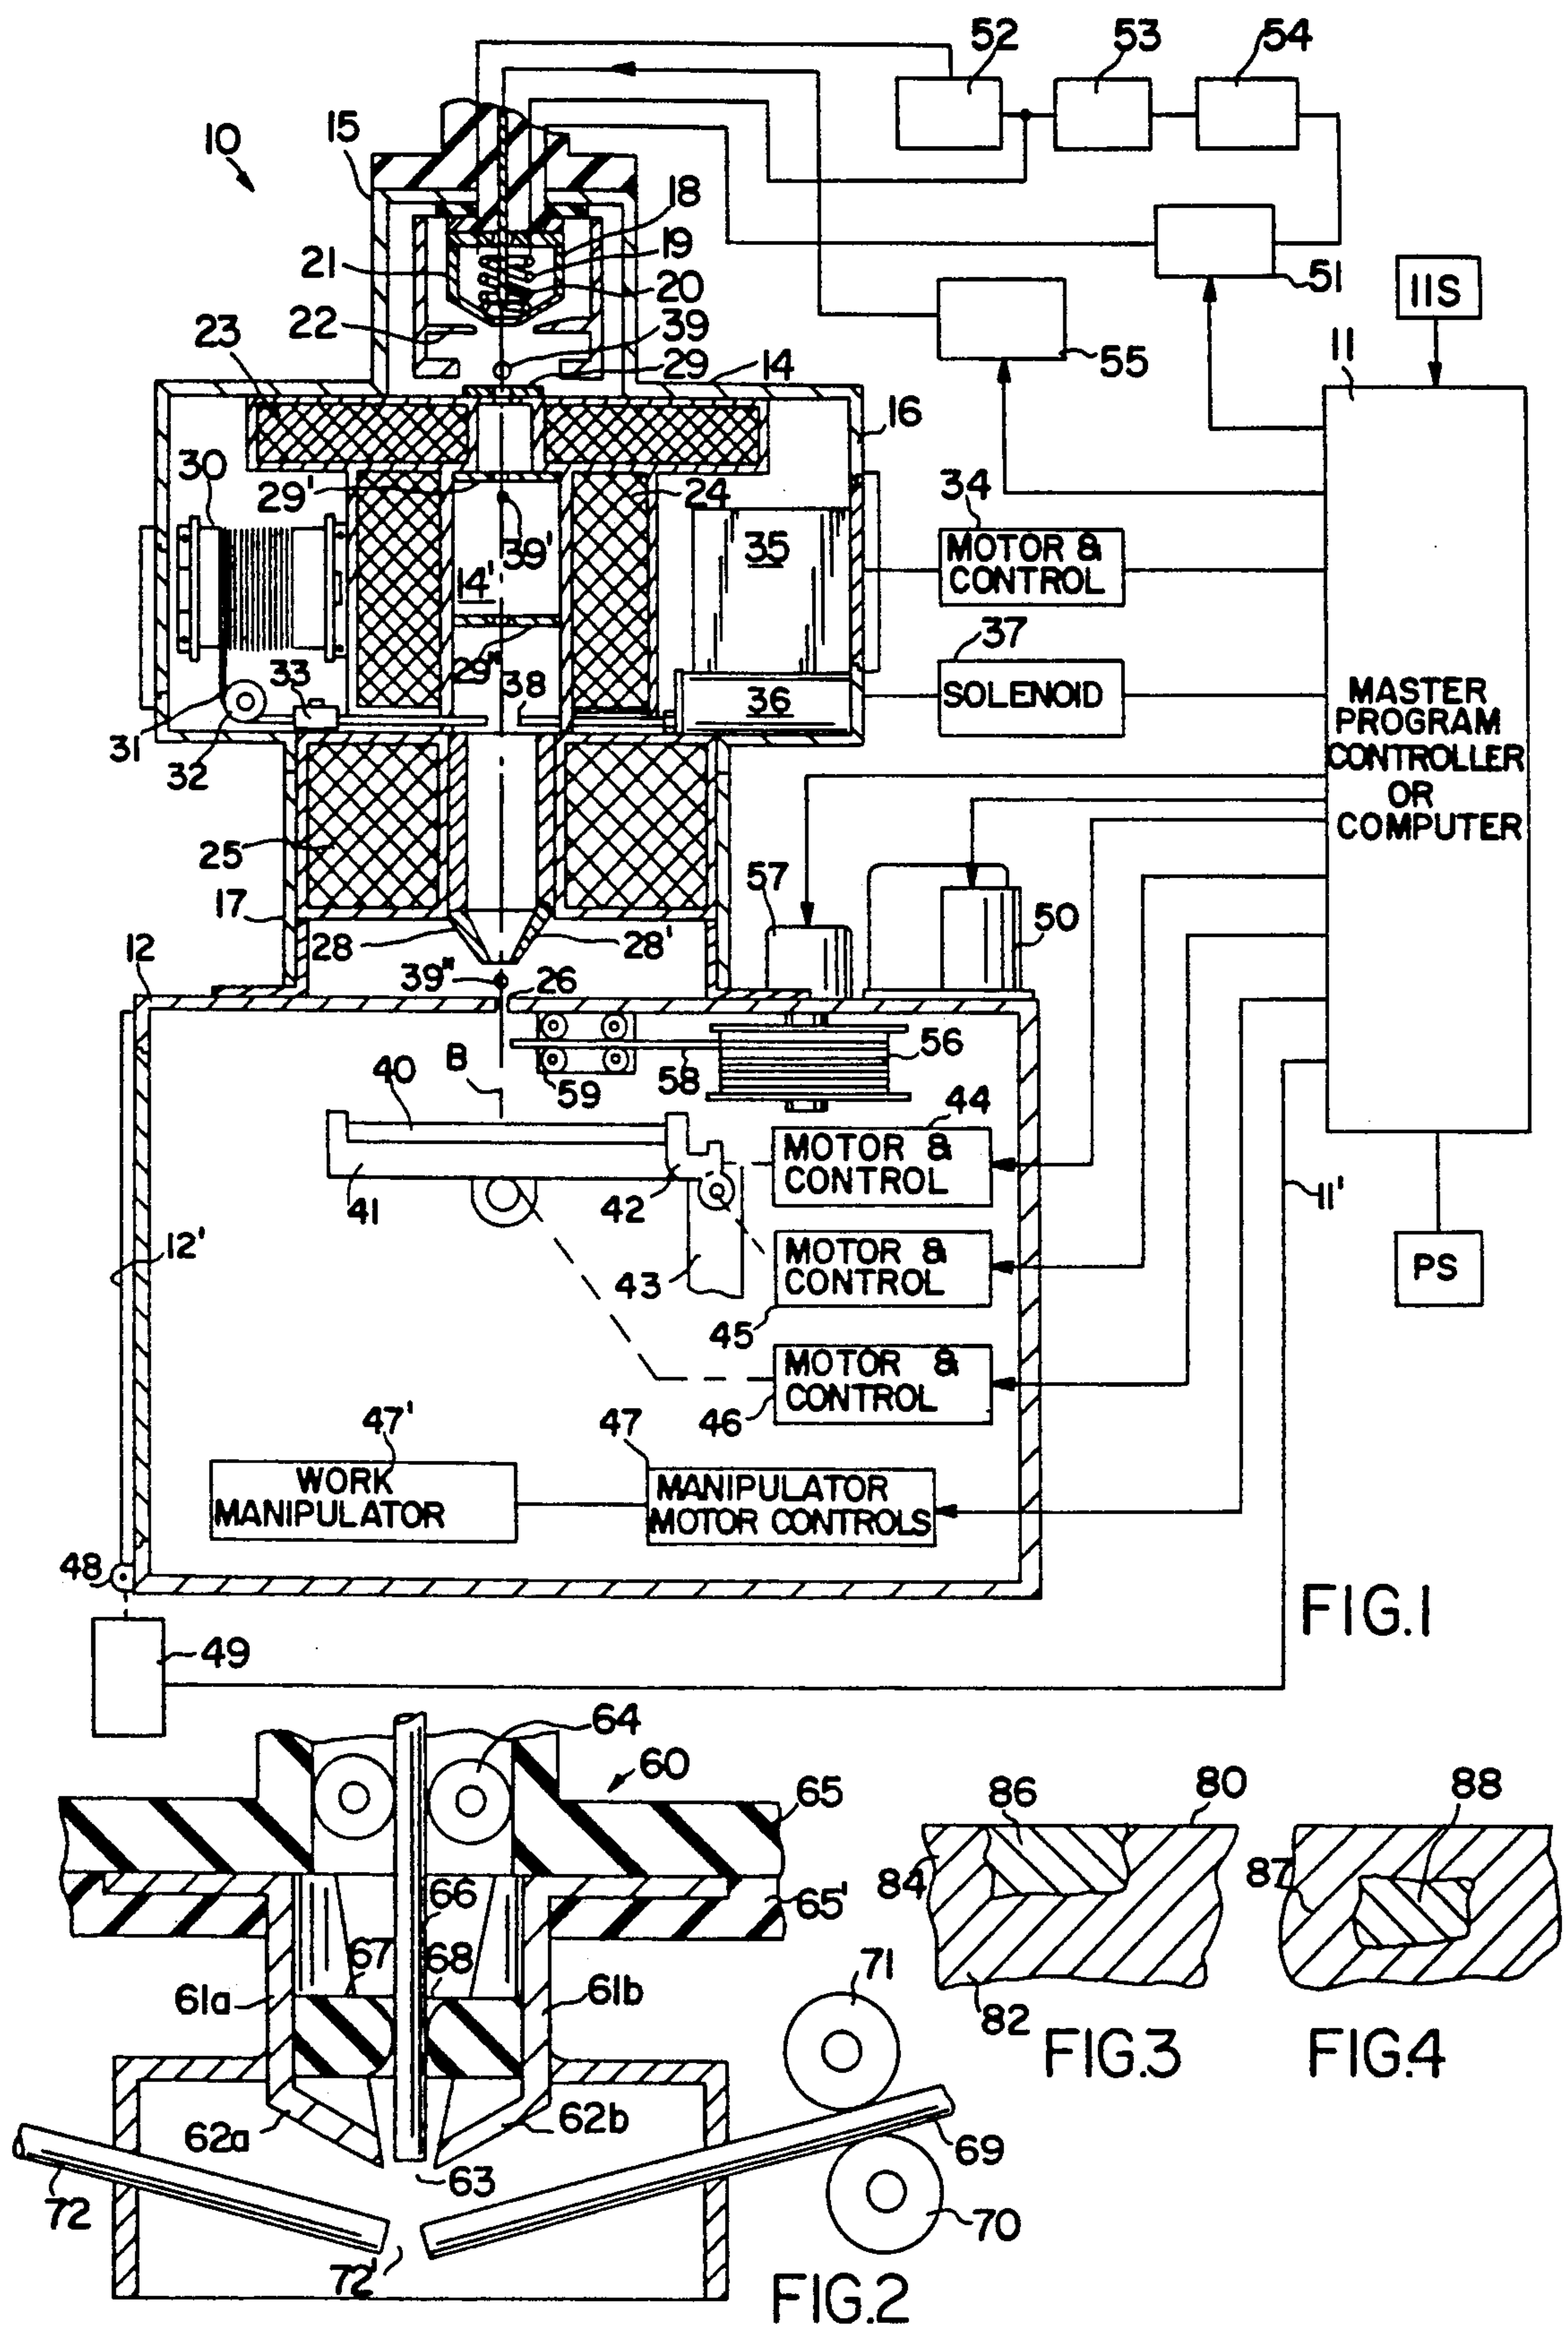 52
53
54
10
15
18
19
20
21
22
39
29
23
14
16
51
11S
11
55
30
29'
24
39'
14'
29"
35
34
MOTOR &
CONTROL
37
SOLENOID
33
38
36
31
32
MASTER
PROGRAM
CONTROLLER
OR
COMPUTER
25
17
28
28'
57
50
12
39"
26
B
40
59
58
56
44
MOTOR &
CONTROL
41
42
11'
12'
43
MOTOR &
CONTROL
45
PS
MOTOR &
CONTROL
46
47'
WORK
MANIPULATOR
47
MANIPULATOR
MOTOR CONTROLS
48
49
FIG.1
64
60
65
86
80
88
84
87
66
65'
67
68
61a
61b
71
82
FIG.3
FIG.4
62a
62b
69
63
72
70
72'
FIG.2